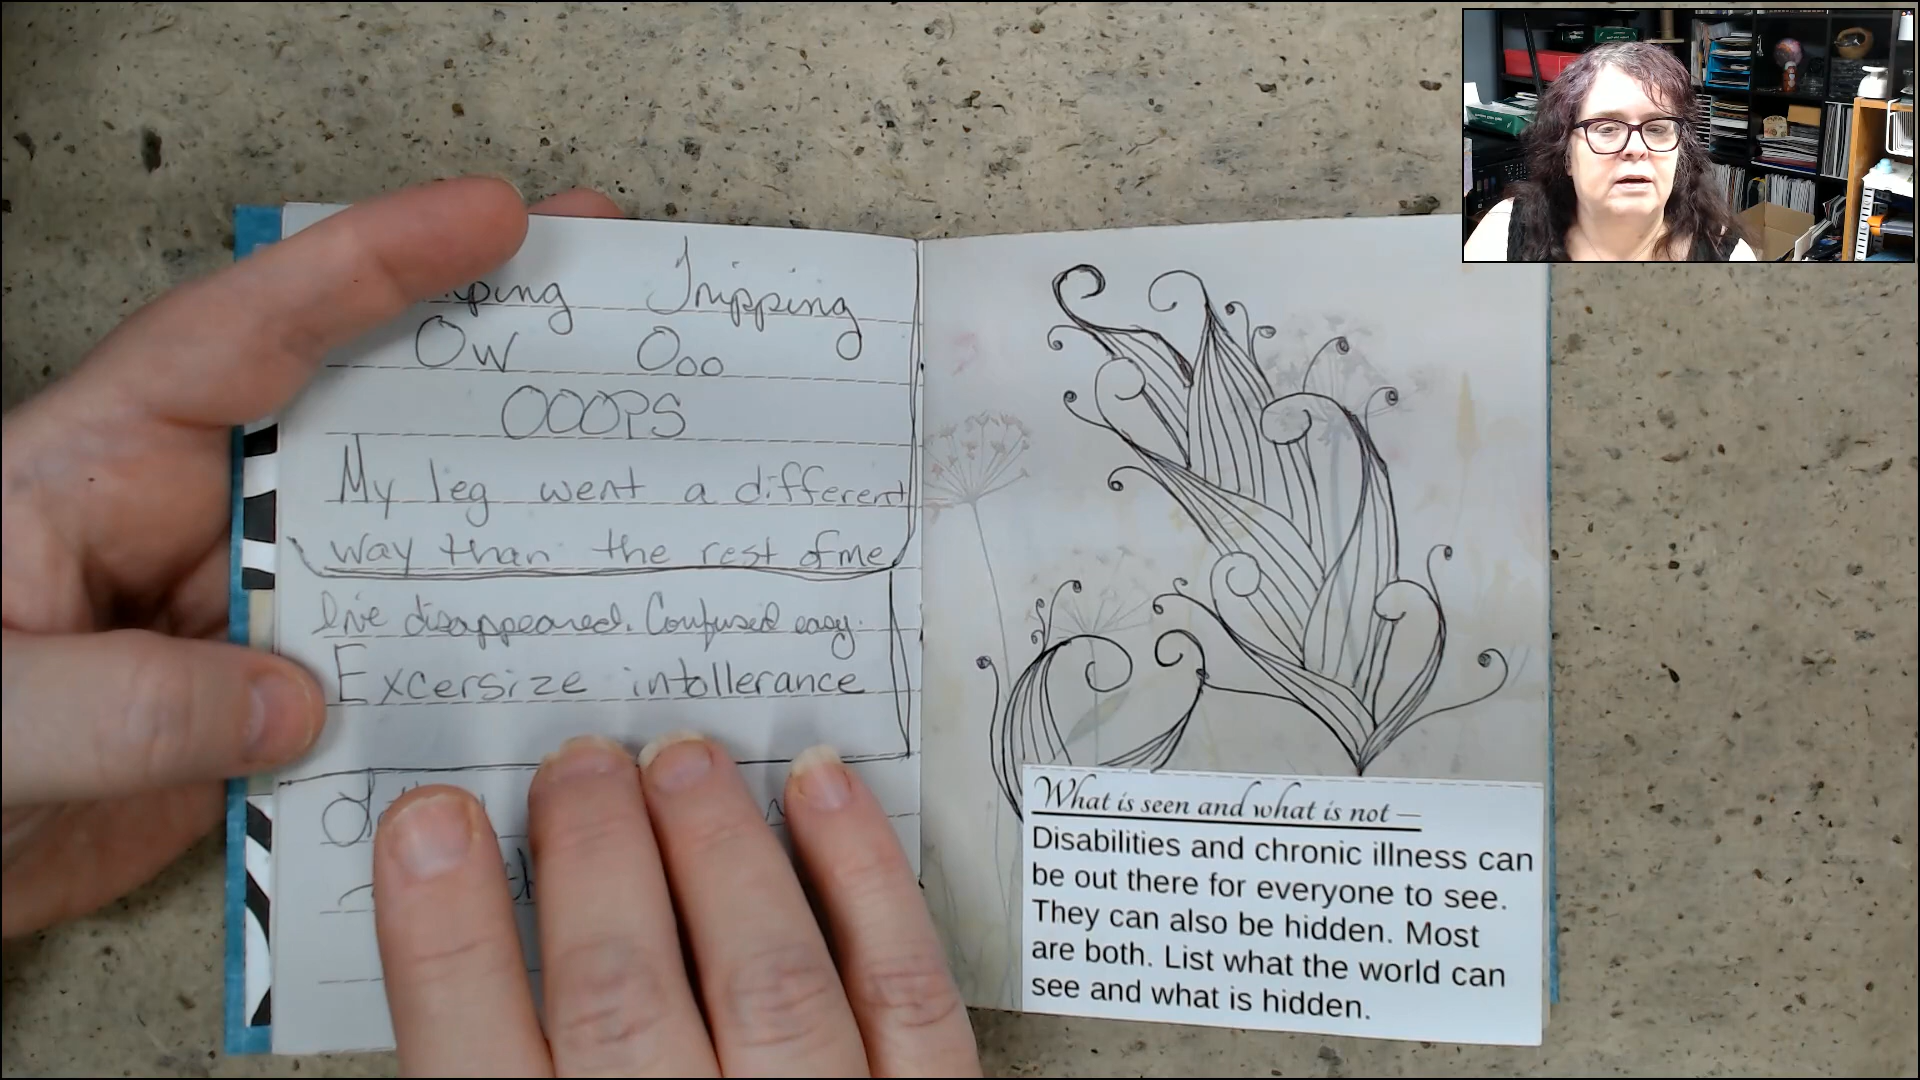 Tripping
Ow Ooo
OOOPS
My leg went a different
way than the rest of me
I've disappeared. Confused easy.
Excersize intollerance
What is seen and what is not —
Disabilities and chronic illness can
be out there for everyone to see.
They can also be hidden. Most
are both. List what the world can
see and what is hidden.